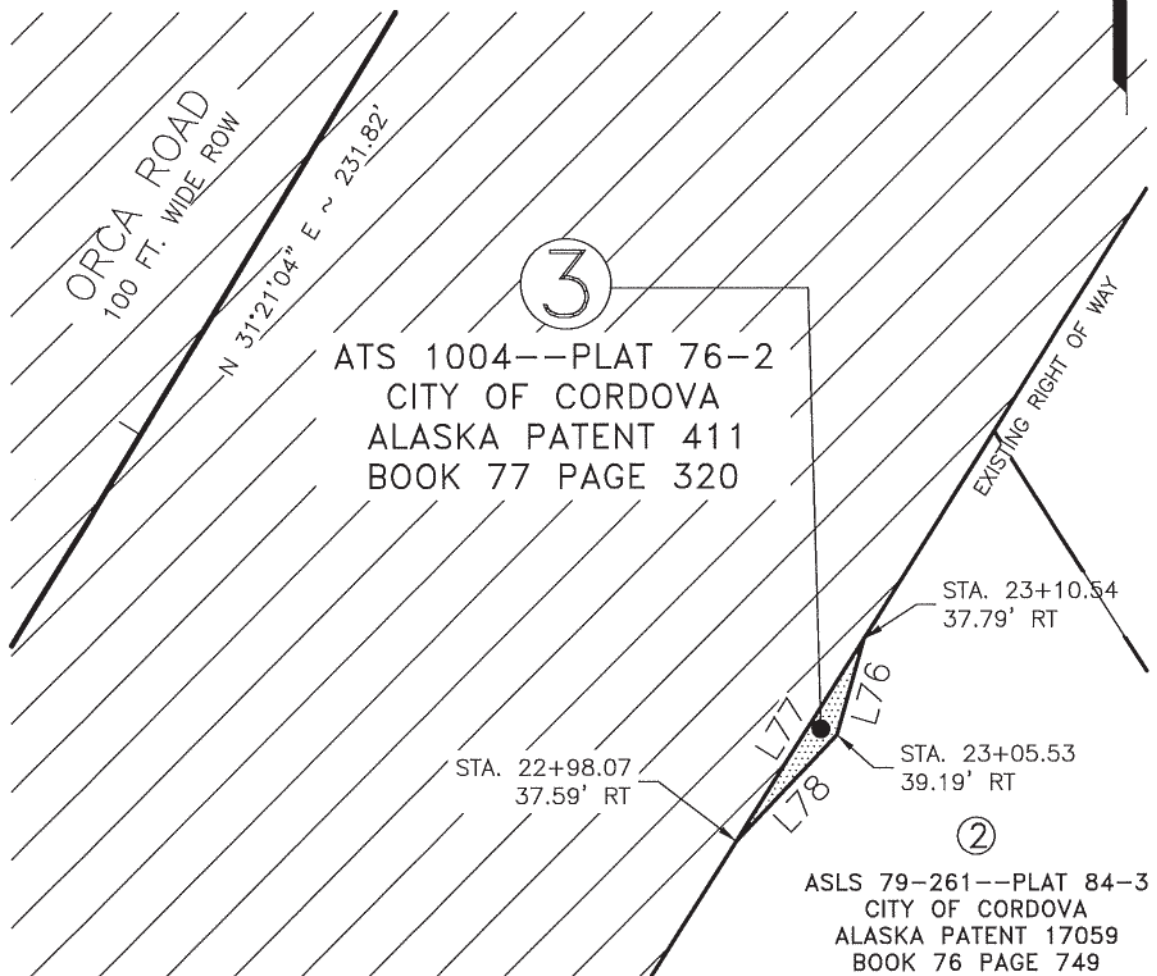 ORCA ROAD
100 FT. WIDE ROW
N 31°21'04" E ~ 231.82'
3
ATS 1004--PLAT 76-2
CITY OF CORDOVA
ALASKA PATENT 411
BOOK 77 PAGE 320
EXISTING RIGHT OF WAY
STA. 23+10.54
37.79' RT
L76
L77
L78
STA. 22+98.07
37.59' RT
STA. 23+05.53
39.19' RT
2
ASLS 79-261--PLAT 84-3
CITY OF CORDOVA
ALASKA PATENT 17059
BOOK 76 PAGE 749